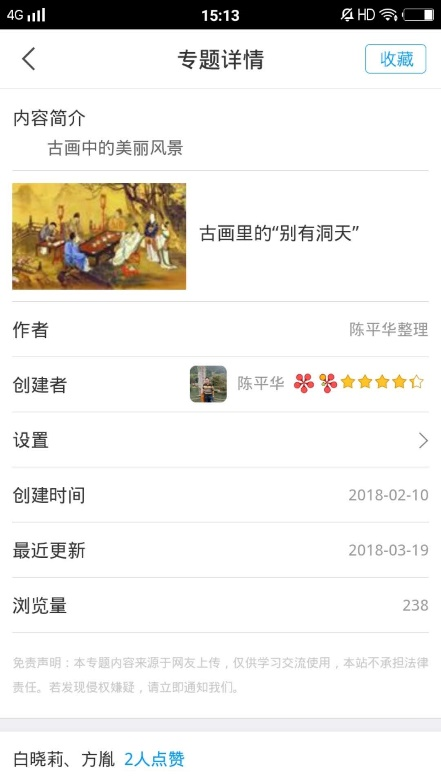 4G 15:13 HD
专题详情 收藏
内容简介
古画中的美丽风景
古画里的“别有洞天”
作者 陈平华整理
创建者 陈平华
设置
创建时间 2018-02-10
最近更新 2018-03-19
浏览量 238
免责声明：本专题内容来源于网友上传，仅供学习交流使用，本站不承担法律
责任。若发现侵权嫌疑，请立即通知我们。
白晓莉、方胤 2人点赞